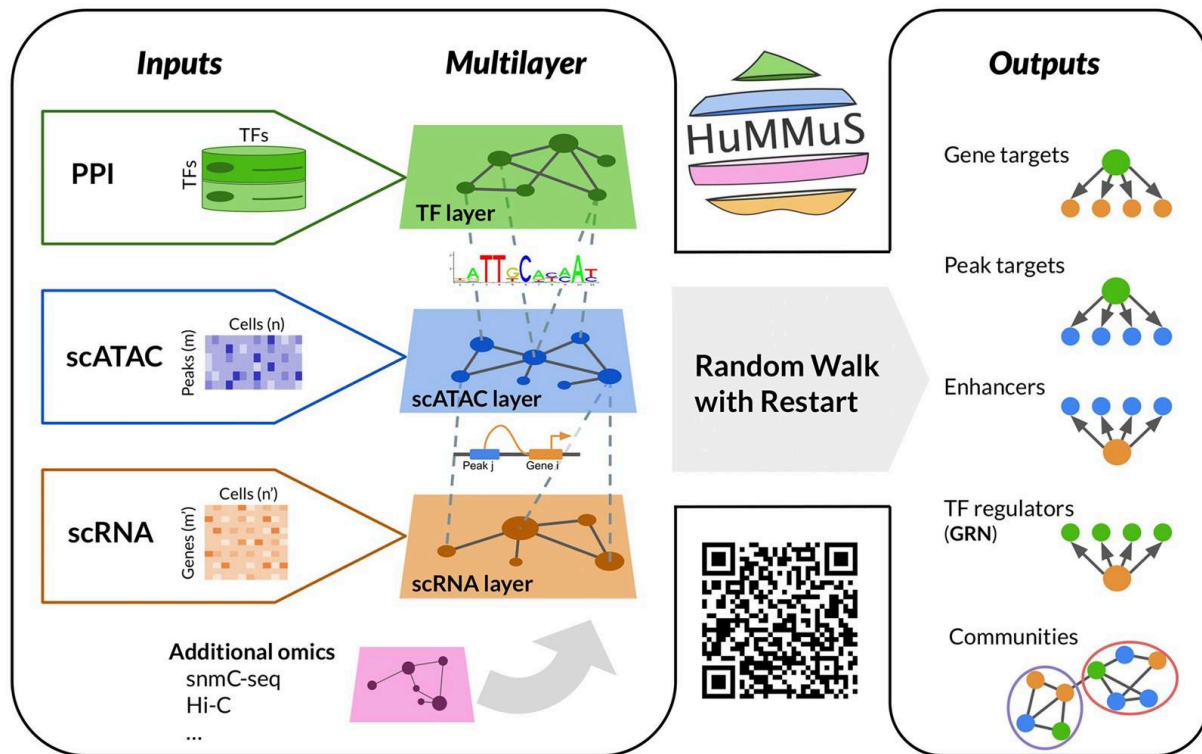 Inputs
Multilayer
Outputs
HuMMuS
PPI
TFs
TFs
TF layer
ATTGCA
scATAC
Cells (n)
Peaks (m)
scATAC layer
Peak j
Gene i
scRNA
Cells (n’)
Genes (m’)
scRNA layer
Additional omics
snmC-seq
Hi-C
...
Random Walk
with Restart
Gene targets
Peak targets
Enhancers
TF regulators
(GRN)
Communities